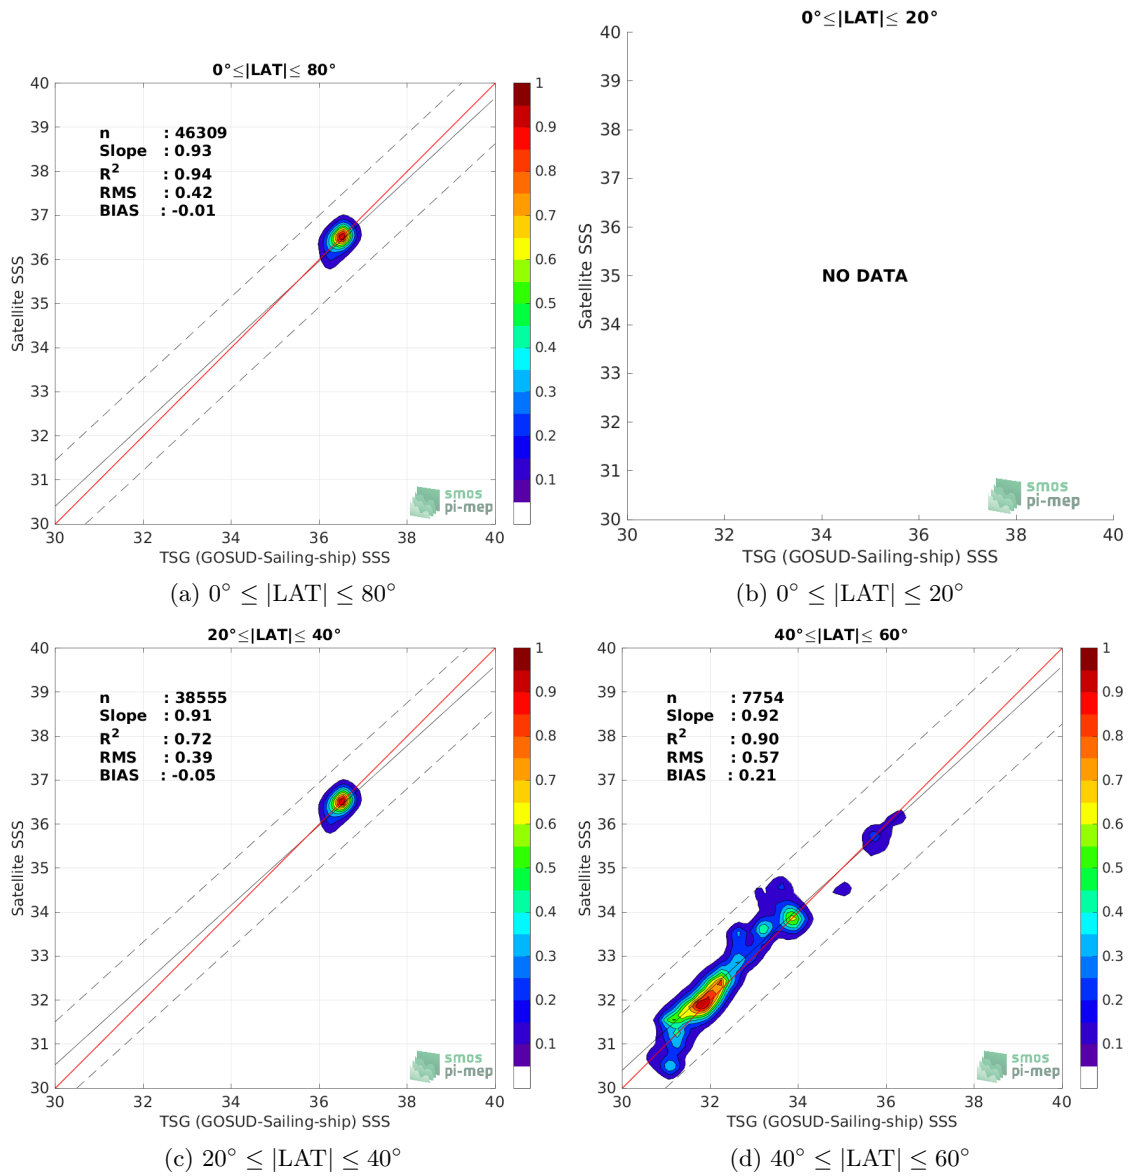 0°≤|LAT|≤ 80°
40
39
38
37
36
35
34
33
32
31
30
n : 46309
Slope : 0.93
R² : 0.94
RMS : 0.42
BIAS : -0.01
Satellite SSS
smos
pi-mep
30 32 34 36 38 40
TSG (GOSUD-Sailing-ship) SSS
1
0.9
0.8
0.7
0.6
0.5
0.4
0.3
0.2
0.1
(a) 0° ≤ |LAT| ≤ 80°
0°≤|LAT|≤ 20°
40
39
38
37
36
35
34
33
32
31
30
Satellite SSS
NO DATA
smos
pi-mep
30 32 34 36 38 40
TSG (GOSUD-Sailing-ship) SSS
(b) 0° ≤ |LAT| ≤ 20°
20°≤|LAT|≤ 40°
40
39
38
37
36
35
34
33
32
31
30
n : 38555
Slope : 0.91
R² : 0.72
RMS : 0.39
BIAS : -0.05
Satellite SSS
smos
pi-mep
30 32 34 36 38 40
TSG (GOSUD-Sailing-ship) SSS
1
0.9
0.8
0.7
0.6
0.5
0.4
0.3
0.2
0.1
(c) 20° ≤ |LAT| ≤ 40°
40°≤|LAT|≤ 60°
40
39
38
37
36
35
34
33
32
31
30
n : 7754
Slope : 0.92
R² : 0.90
RMS : 0.57
BIAS : 0.21
Satellite SSS
smos
pi-mep
30 32 34 36 38 40
TSG (GOSUD-Sailing-ship) SSS
1
0.9
0.8
0.7
0.6
0.5
0.4
0.3
0.2
0.1
(d) 40° ≤ |LAT| ≤ 60°